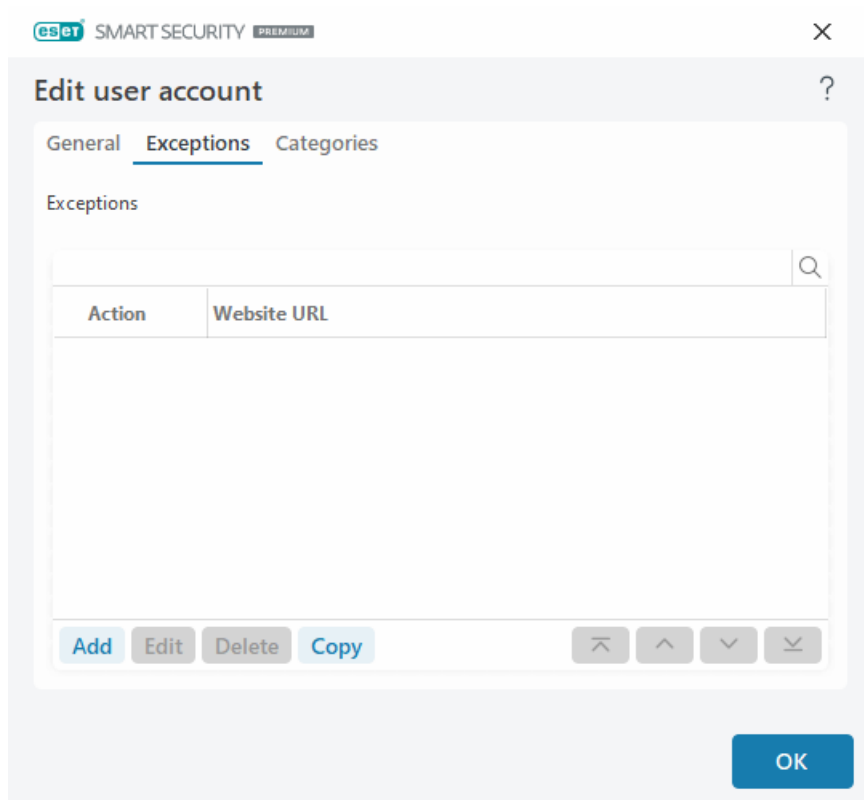 eset SMART SECURITY PREMIUM
Edit user account
?
General Exceptions Categories
Exceptions
Action Website URL
Add Edit Delete Copy
OK